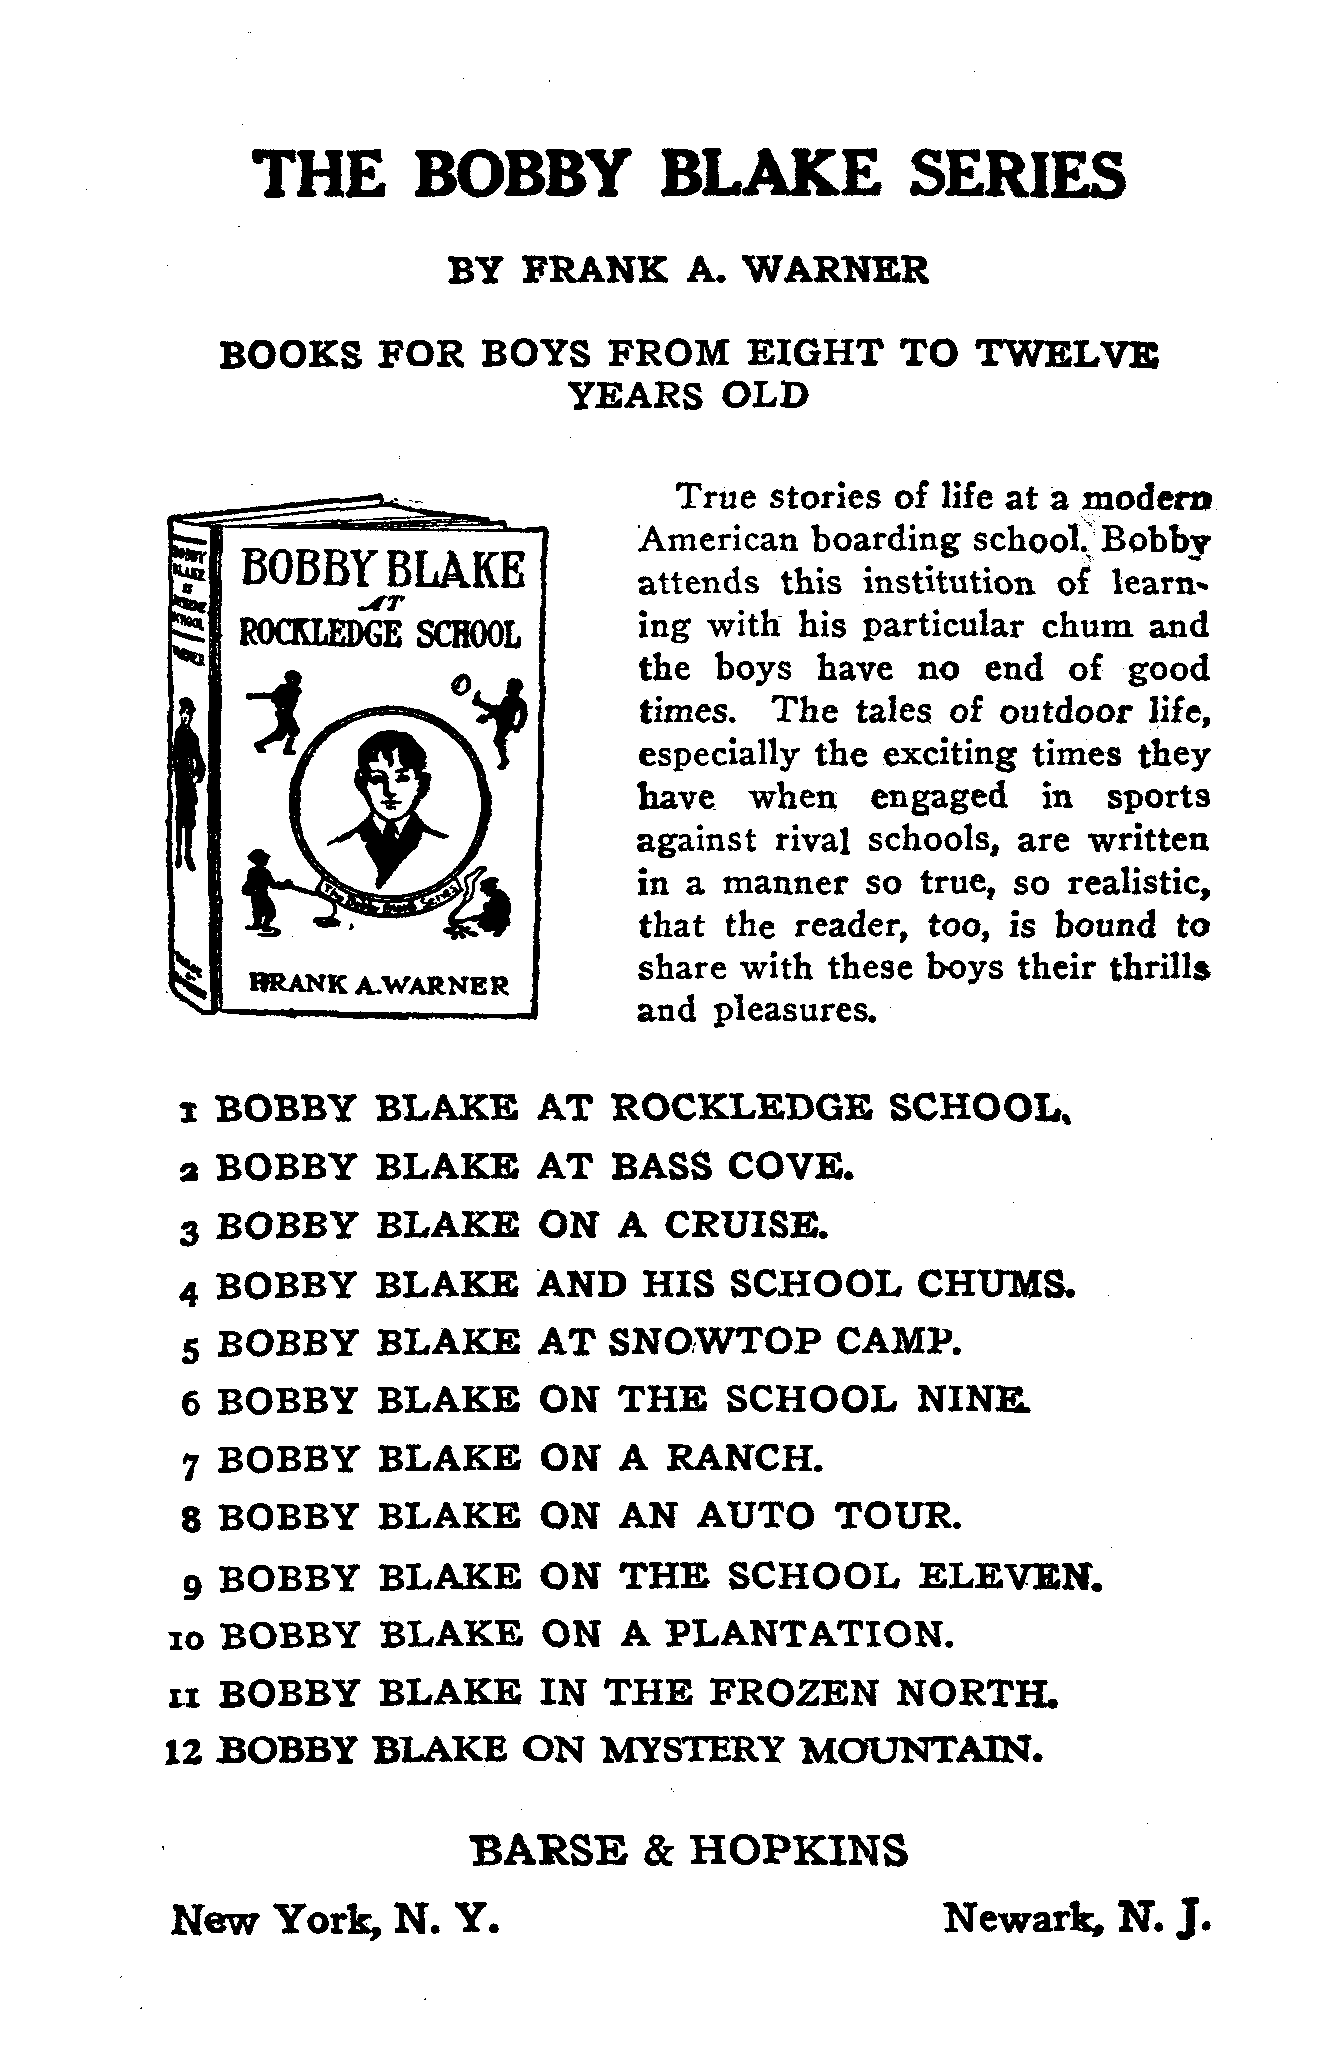 THE BOBBY BLAKE SERIES
BY FRANK A. WARNER
BOOKS FOR BOYS FROM EIGHT TO TWELVE
YEARS OLD
BOBBY BLAKE
AT
ROCKLEDGE SCHOOL
The Bobby Blake Series
FRANK A. WARNER
True stories of life at a modern
American boarding school. Bobby
attends this institution of learn-
ing with his particular chum and
the boys have no end of good
times. The tales of outdoor life,
especially the exciting times they
have when engaged in sports
against rival schools, are written
in a manner so true, so realistic,
that the reader, too, is bound to
share with these boys their thrills
and pleasures.
1 BOBBY BLAKE AT ROCKLEDGE SCHOOL.
2 BOBBY BLAKE AT BASS COVE.
3 BOBBY BLAKE ON A CRUISE.
4 BOBBY BLAKE AND HIS SCHOOL CHUMS.
5 BOBBY BLAKE AT SNOWTOP CAMP.
6 BOBBY BLAKE ON THE SCHOOL NINE.
7 BOBBY BLAKE ON A RANCH.
8 BOBBY BLAKE ON AN AUTO TOUR.
9 BOBBY BLAKE ON THE SCHOOL ELEVEN.
10 BOBBY BLAKE ON A PLANTATION.
11 BOBBY BLAKE IN THE FROZEN NORTH.
12 BOBBY BLAKE ON MYSTERY MOUNTAIN.
BARSE & HOPKINS
New York, N. Y. Newark, N. J.